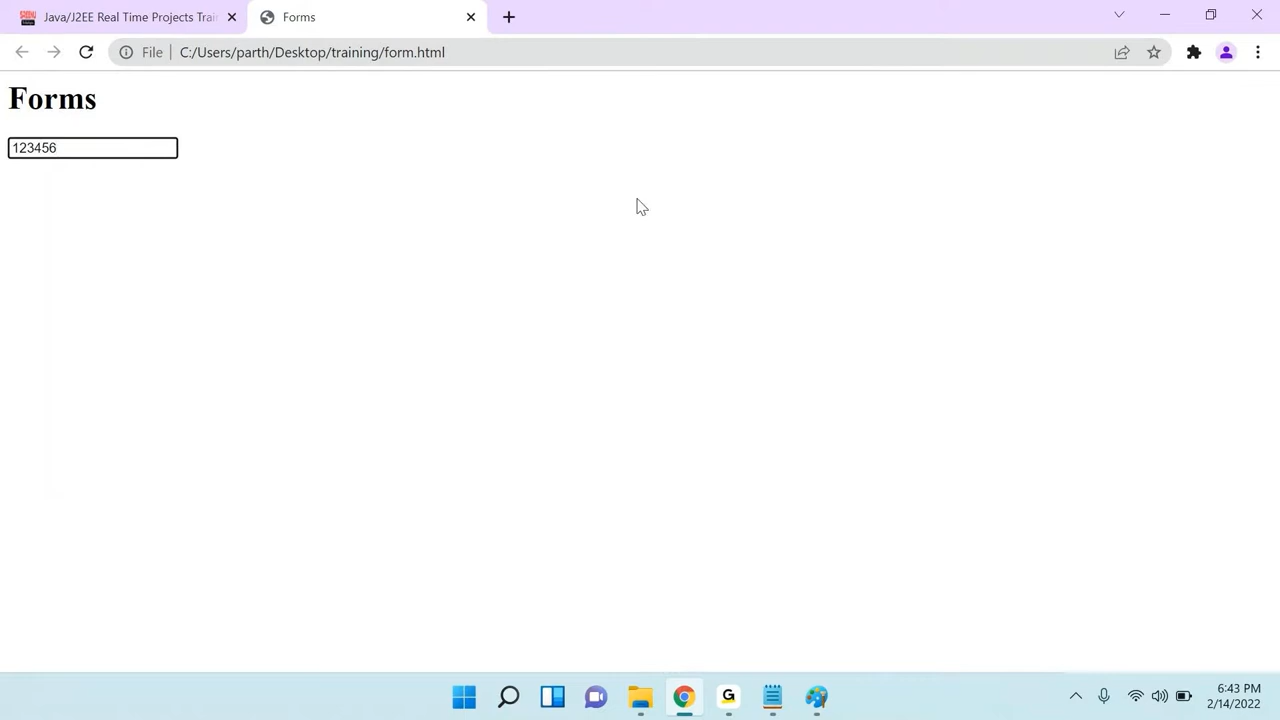 Java/J2EE Real Time Projects Trai
Forms
File
C:/Users/parth/Desktop/training/form.html
Forms
123456
G
6:43 PM
2/14/2022